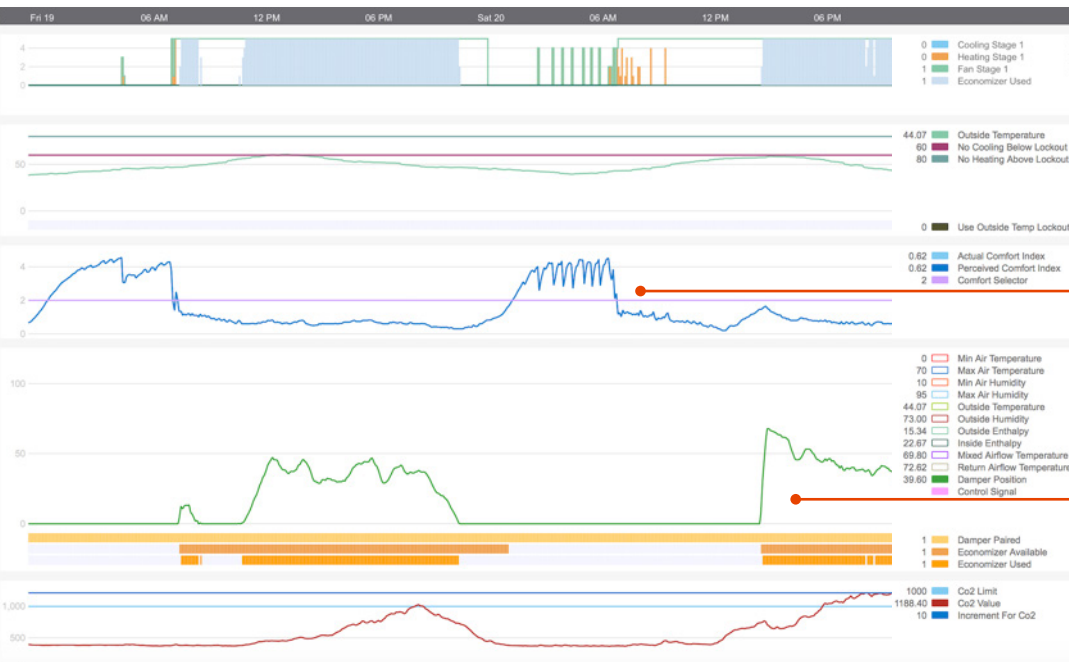 Fri 19 06 AM 12 PM 06 PM Sat 20 06 AM 12 PM 06 PM
4
2
0
0 Cooling Stage 1
0 Heating Stage 1
1 Fan Stage 1
1 Economizer Used
50
0
44.07 Outside Temperature
60 No Cooling Below Lockout
80 No Heating Above Lockout
0 Use Outside Temp Lockout
4
2
0
0.62 Actual Comfort Index
0.62 Perceived Comfort Index
2 Comfort Selector
100
50
0
0 Min Air Temperature
70 Max Air Temperature
10 Min Air Humidity
95 Max Air Humidity
44.07 Outside Temperature
73.00 Outside Humidity
15.34 Outside Enthalpy
22.67 Inside Enthalpy
69.80 Mixed Airflow Temperature
72.62 Return Airflow Temperature
39.60 Damper Position
Control Signal
1 Damper Paired
1 Economizer Available
1 Economizer Used
1,000
500
1000 Co2 Limit
1188.40 Co2 Value
10 Increment For Co2